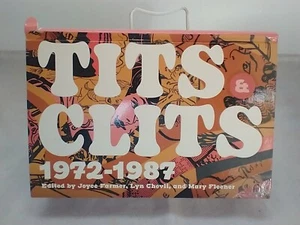 TITS
&
CLITS
1972-1987
Edited by Joyce Farmer, Lyn Chevli, and Mary Fleener